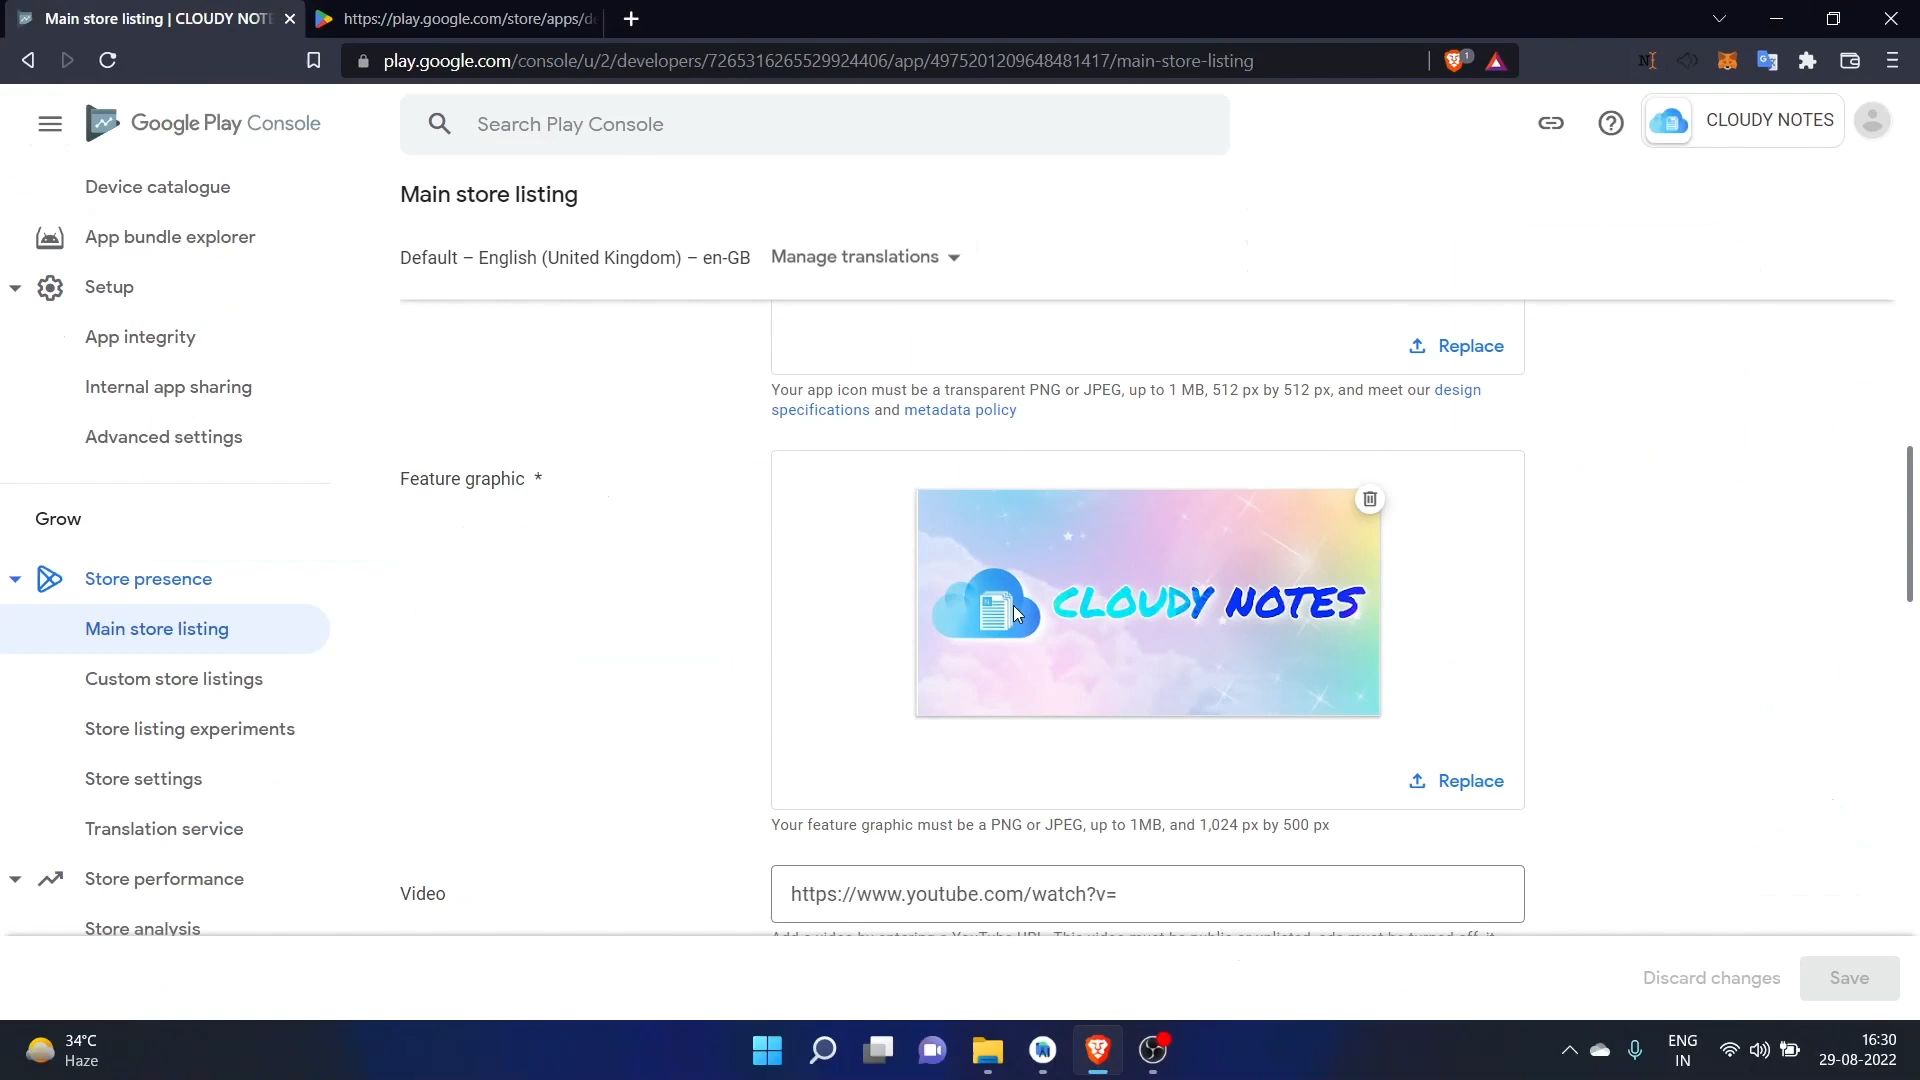 Main store listing | CLOUDY NOTE
https://play.google.com/store/apps/d
play.google.com/console/u/2/developers/7265316265529924406/app/4975201209648481417/main-store-listing
1
Google Play Console
Search Play Console
CLOUDY NOTES
Device catalogue
App bundle explorer
Setup
App integrity
Internal app sharing
Advanced settings
Grow
Store presence
Main store listing
Custom store listings
Store listing experiments
Store settings
Translation service
Store performance
Store analysis
Main store listing
Default – English (United Kingdom) – en-GB
Manage translations
Replace
Your app icon must be a transparent PNG or JPEG, up to 1 MB, 512 px by 512 px, and meet our design
specifications and metadata policy
Feature graphic *
CLOUDY NOTES
Replace
Your feature graphic must be a PNG or JPEG, up to 1MB, and 1,024 px by 500 px
Video
https://www.youtube.com/watch?v=
Discard changes
Save
34°C
Haze
ENG
IN
16:30
29-08-2022